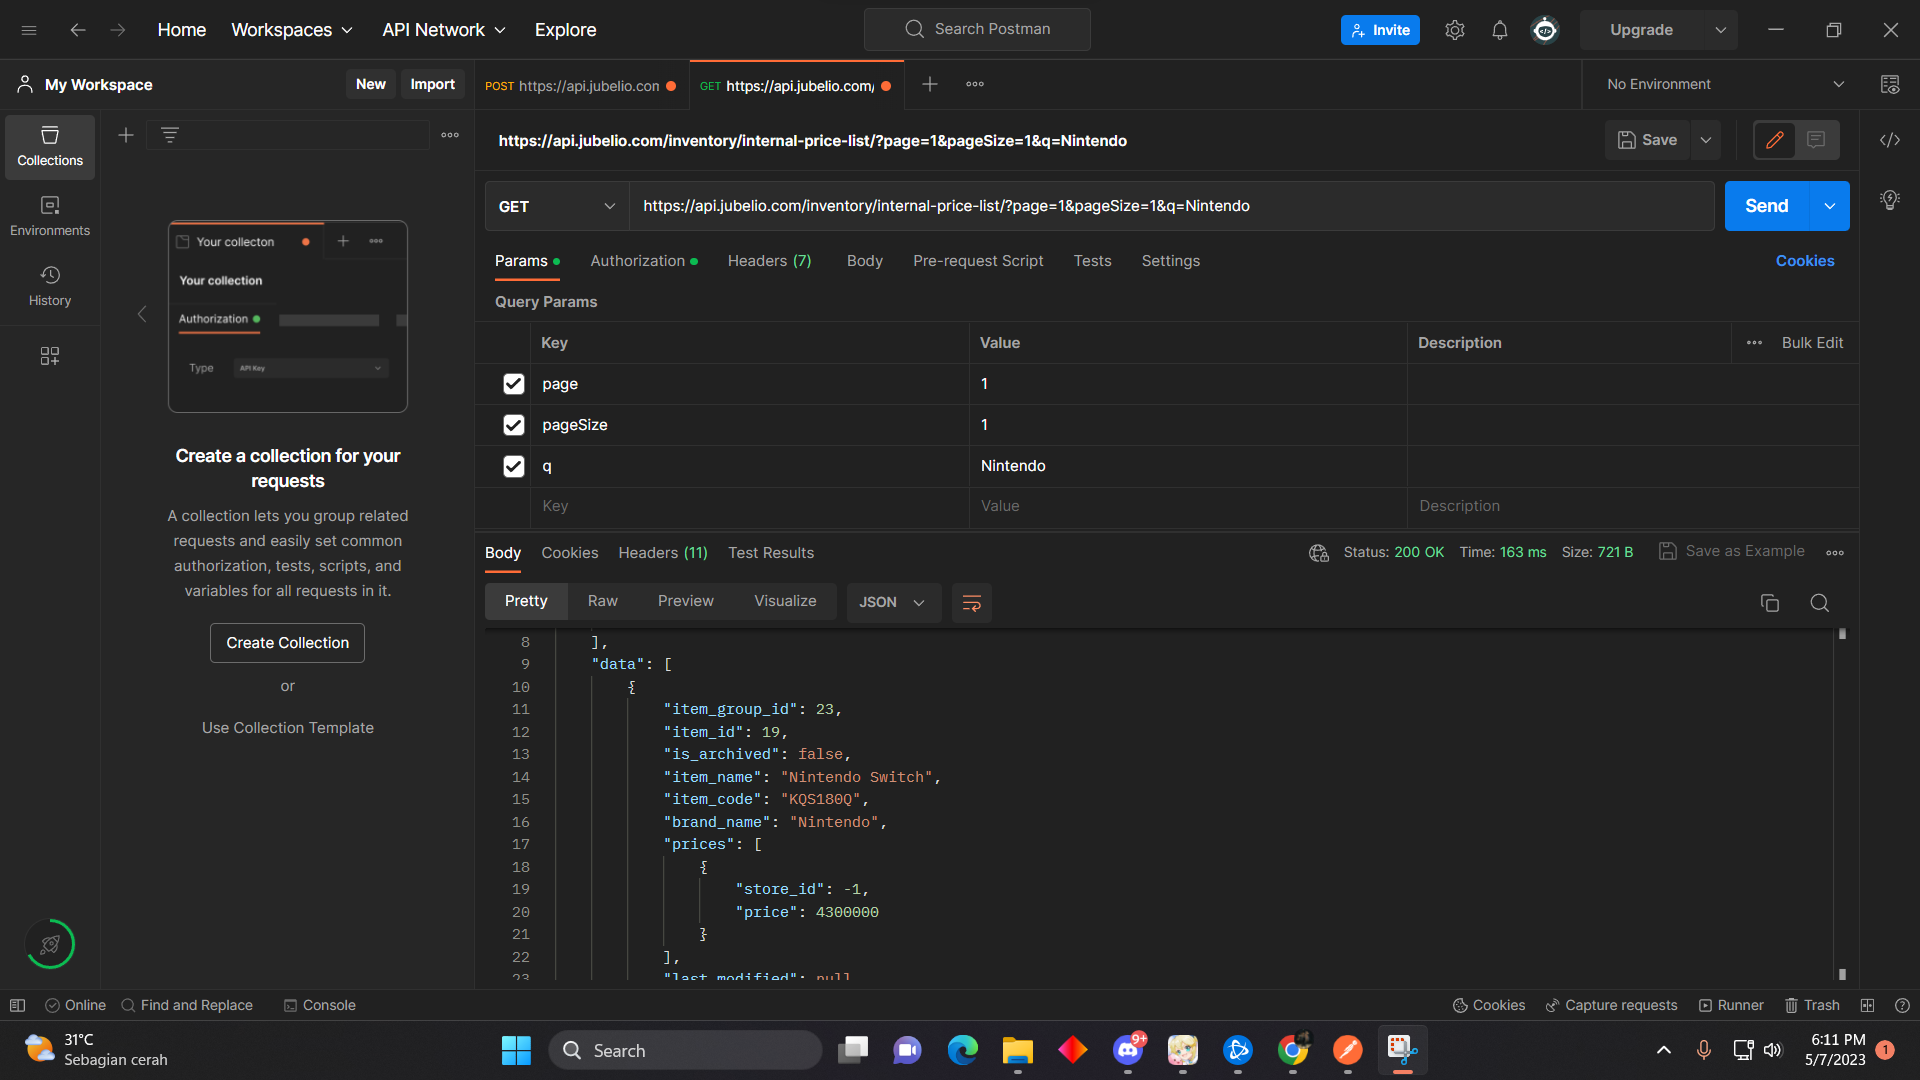 Home Workspaces API Network Explore Search Postman Invite Upgrade
My Workspace New Import POST https://api.jubelio.con GET https://api.jubelio.com/ No Environment
Collections
Environments
History
Your collecton
Your collection
Authorization
Type API Key
Create a collection for your
requests
A collection lets you group related
requests and easily set common
authorization, tests, scripts, and
variables for all requests in it.
Create Collection
or
Use Collection Template
https://api.jubelio.com/inventory/internal-price-list/?page=1&pageSize=1&q=Nintendo Save
GET https://api.jubelio.com/inventory/internal-price-list/?page=1&pageSize=1&q=Nintendo Send
Params Authorization Headers (7) Body Pre-request Script Tests Settings Cookies
Query Params
Key Value Description Bulk Edit
page 1
pageSize 1
q Nintendo
Key Value Description
Body Cookies Headers (11) Test Results Status: 200 OK Time: 163 ms Size: 721 B Save as Example
Pretty Raw Preview Visualize JSON
8 ],
9 "data": [
10 {
11 "item_group_id": 23,
12 "item_id": 19,
13 "is_archived": false,
14 "item_name": "Nintendo Switch",
15 "item_code": "KQS180Q",
16 "brand_name": "Nintendo",
17 "prices": [
18 {
19 "store_id": -1,
20 "price": 4300000
21 }
22 ],
23 "last_modified": null
Online Find and Replace Console Cookies Capture requests Runner Trash
31°C
Sebagian cerah
Search
9+
6:11 PM
5/7/2023
1